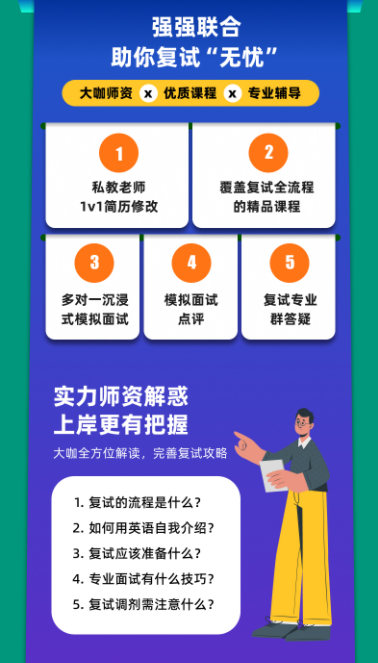 强强联合
助你复试“无忧”
大咖师资 x 优质课程 x 专业辅导
1
2
私教老师
1v1简历修改
覆盖复试全流程
的精品课程
3
4
5
多对一沉浸
式模拟面试
模拟面试
点评
复试专业
群答疑
实力师资解惑
上岸更有把握
大咖全方位解读，完善复试攻略
1. 复试的流程是什么？
2. 如何用英语自我介绍？
3. 复试应该准备什么？
4. 专业面试有什么技巧？
5. 复试调剂需注意什么？